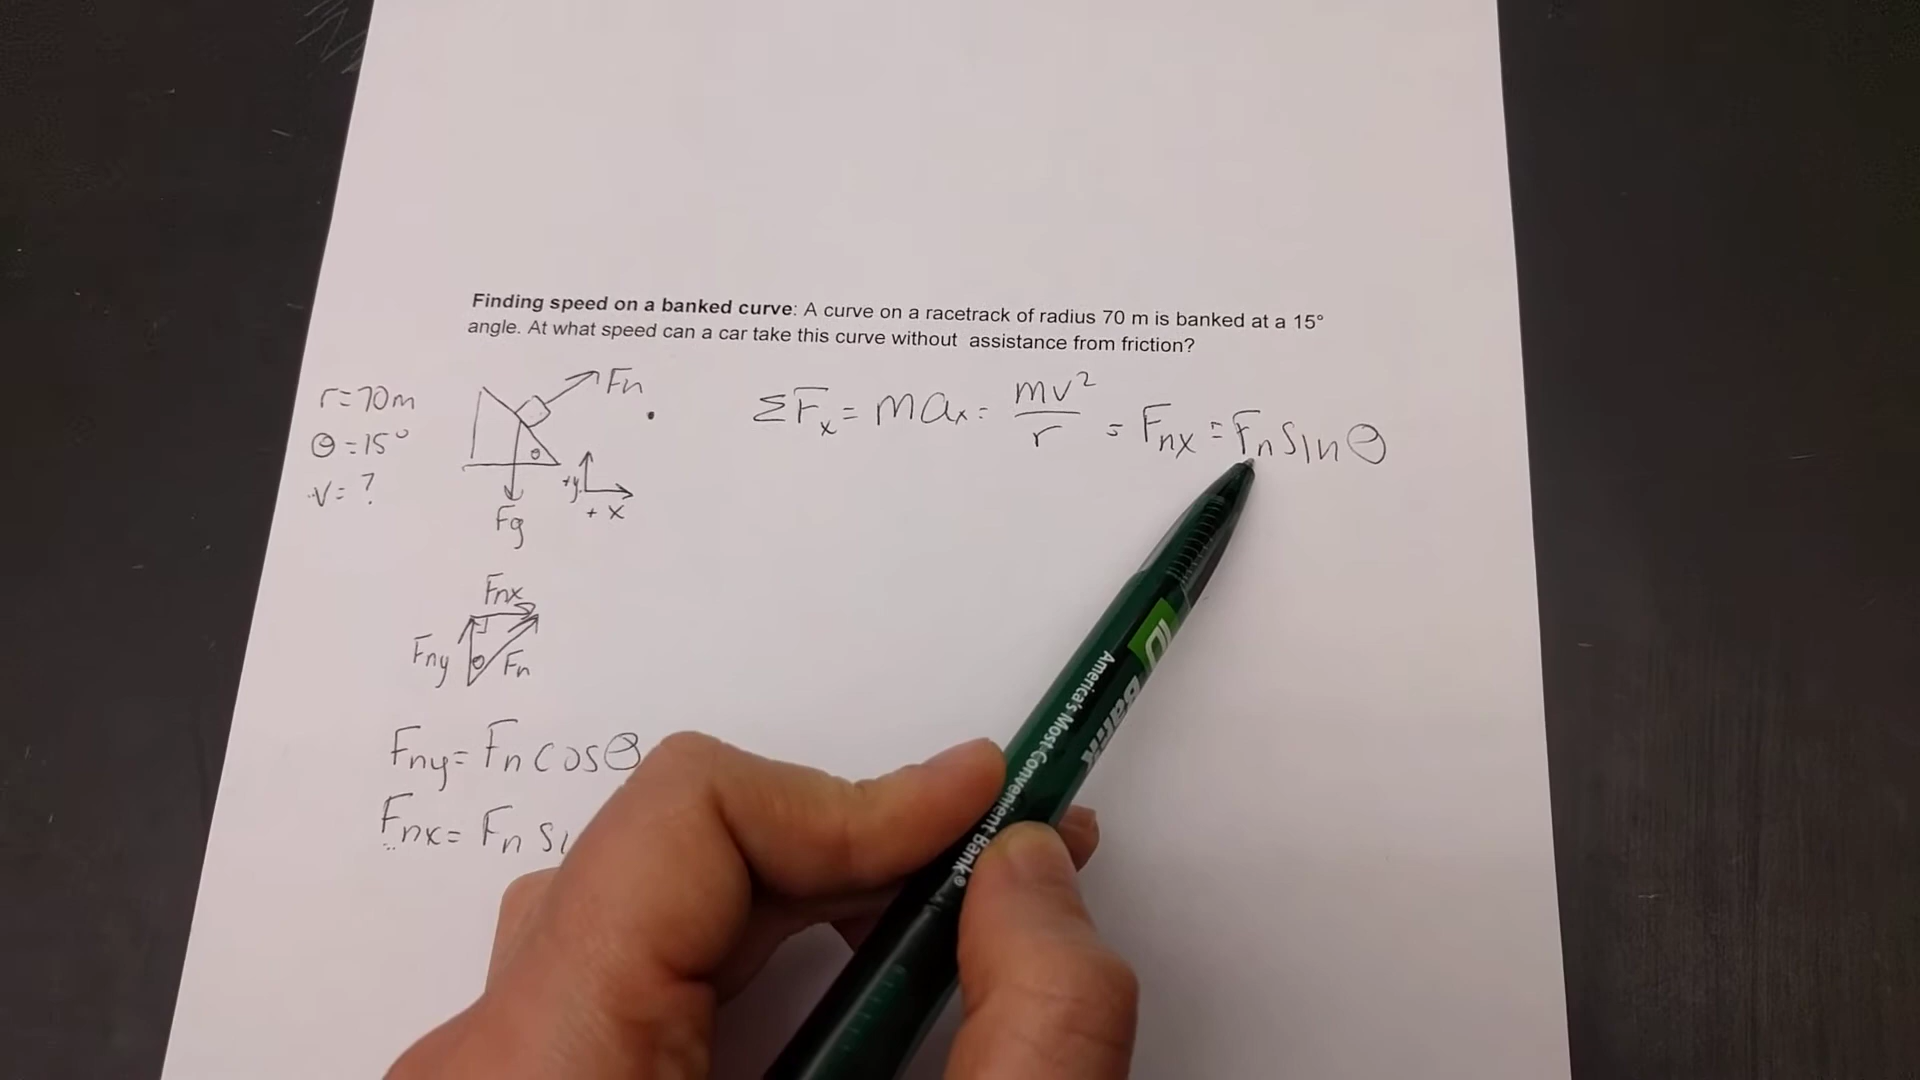 Finding speed on a banked curve: A curve on a racetrack of radius 70 m is banked at a 15°
angle. At what speed can a car take this curve without assistance from friction?
r=70m
θ=15°
v=?
Fn
θ
Fg
+y
+x
ΣFx = max = mv²/r = Fnx = Fn sinθ
Fnx
Fny
θ
Fn
Fny = Fn cosθ
Fnx = Fn
Bank
America's Most Convenient Bank®